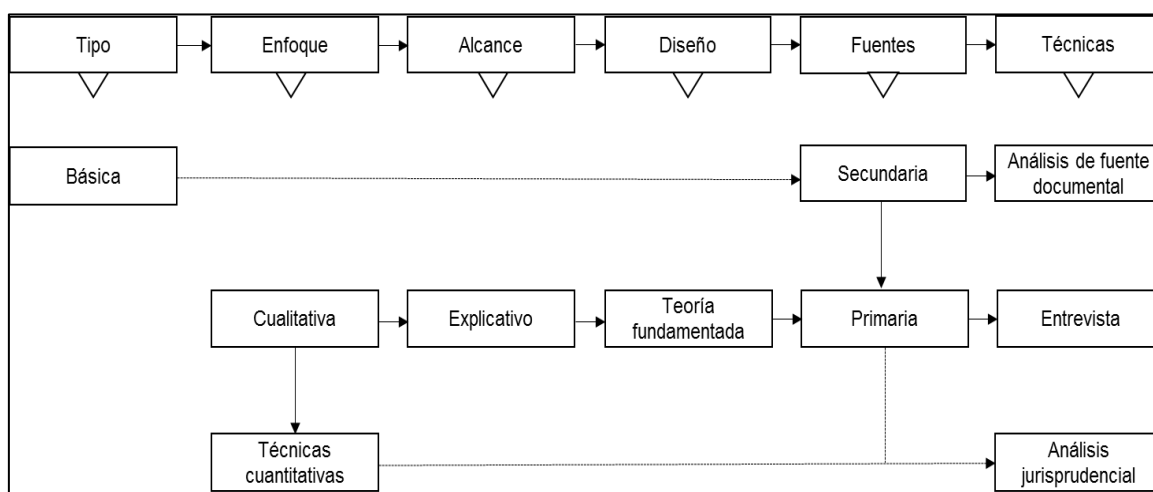 Tipo
Enfoque
Alcance
Diseño
Fuentes
Técnicas
Básica
Secundaria
Análisis de fuente
documental
Cualitativa
Explicativo
Teoría
fundamentada
Primaria
Entrevista
Técnicas
cuantitativas
Análisis
jurisprudencial